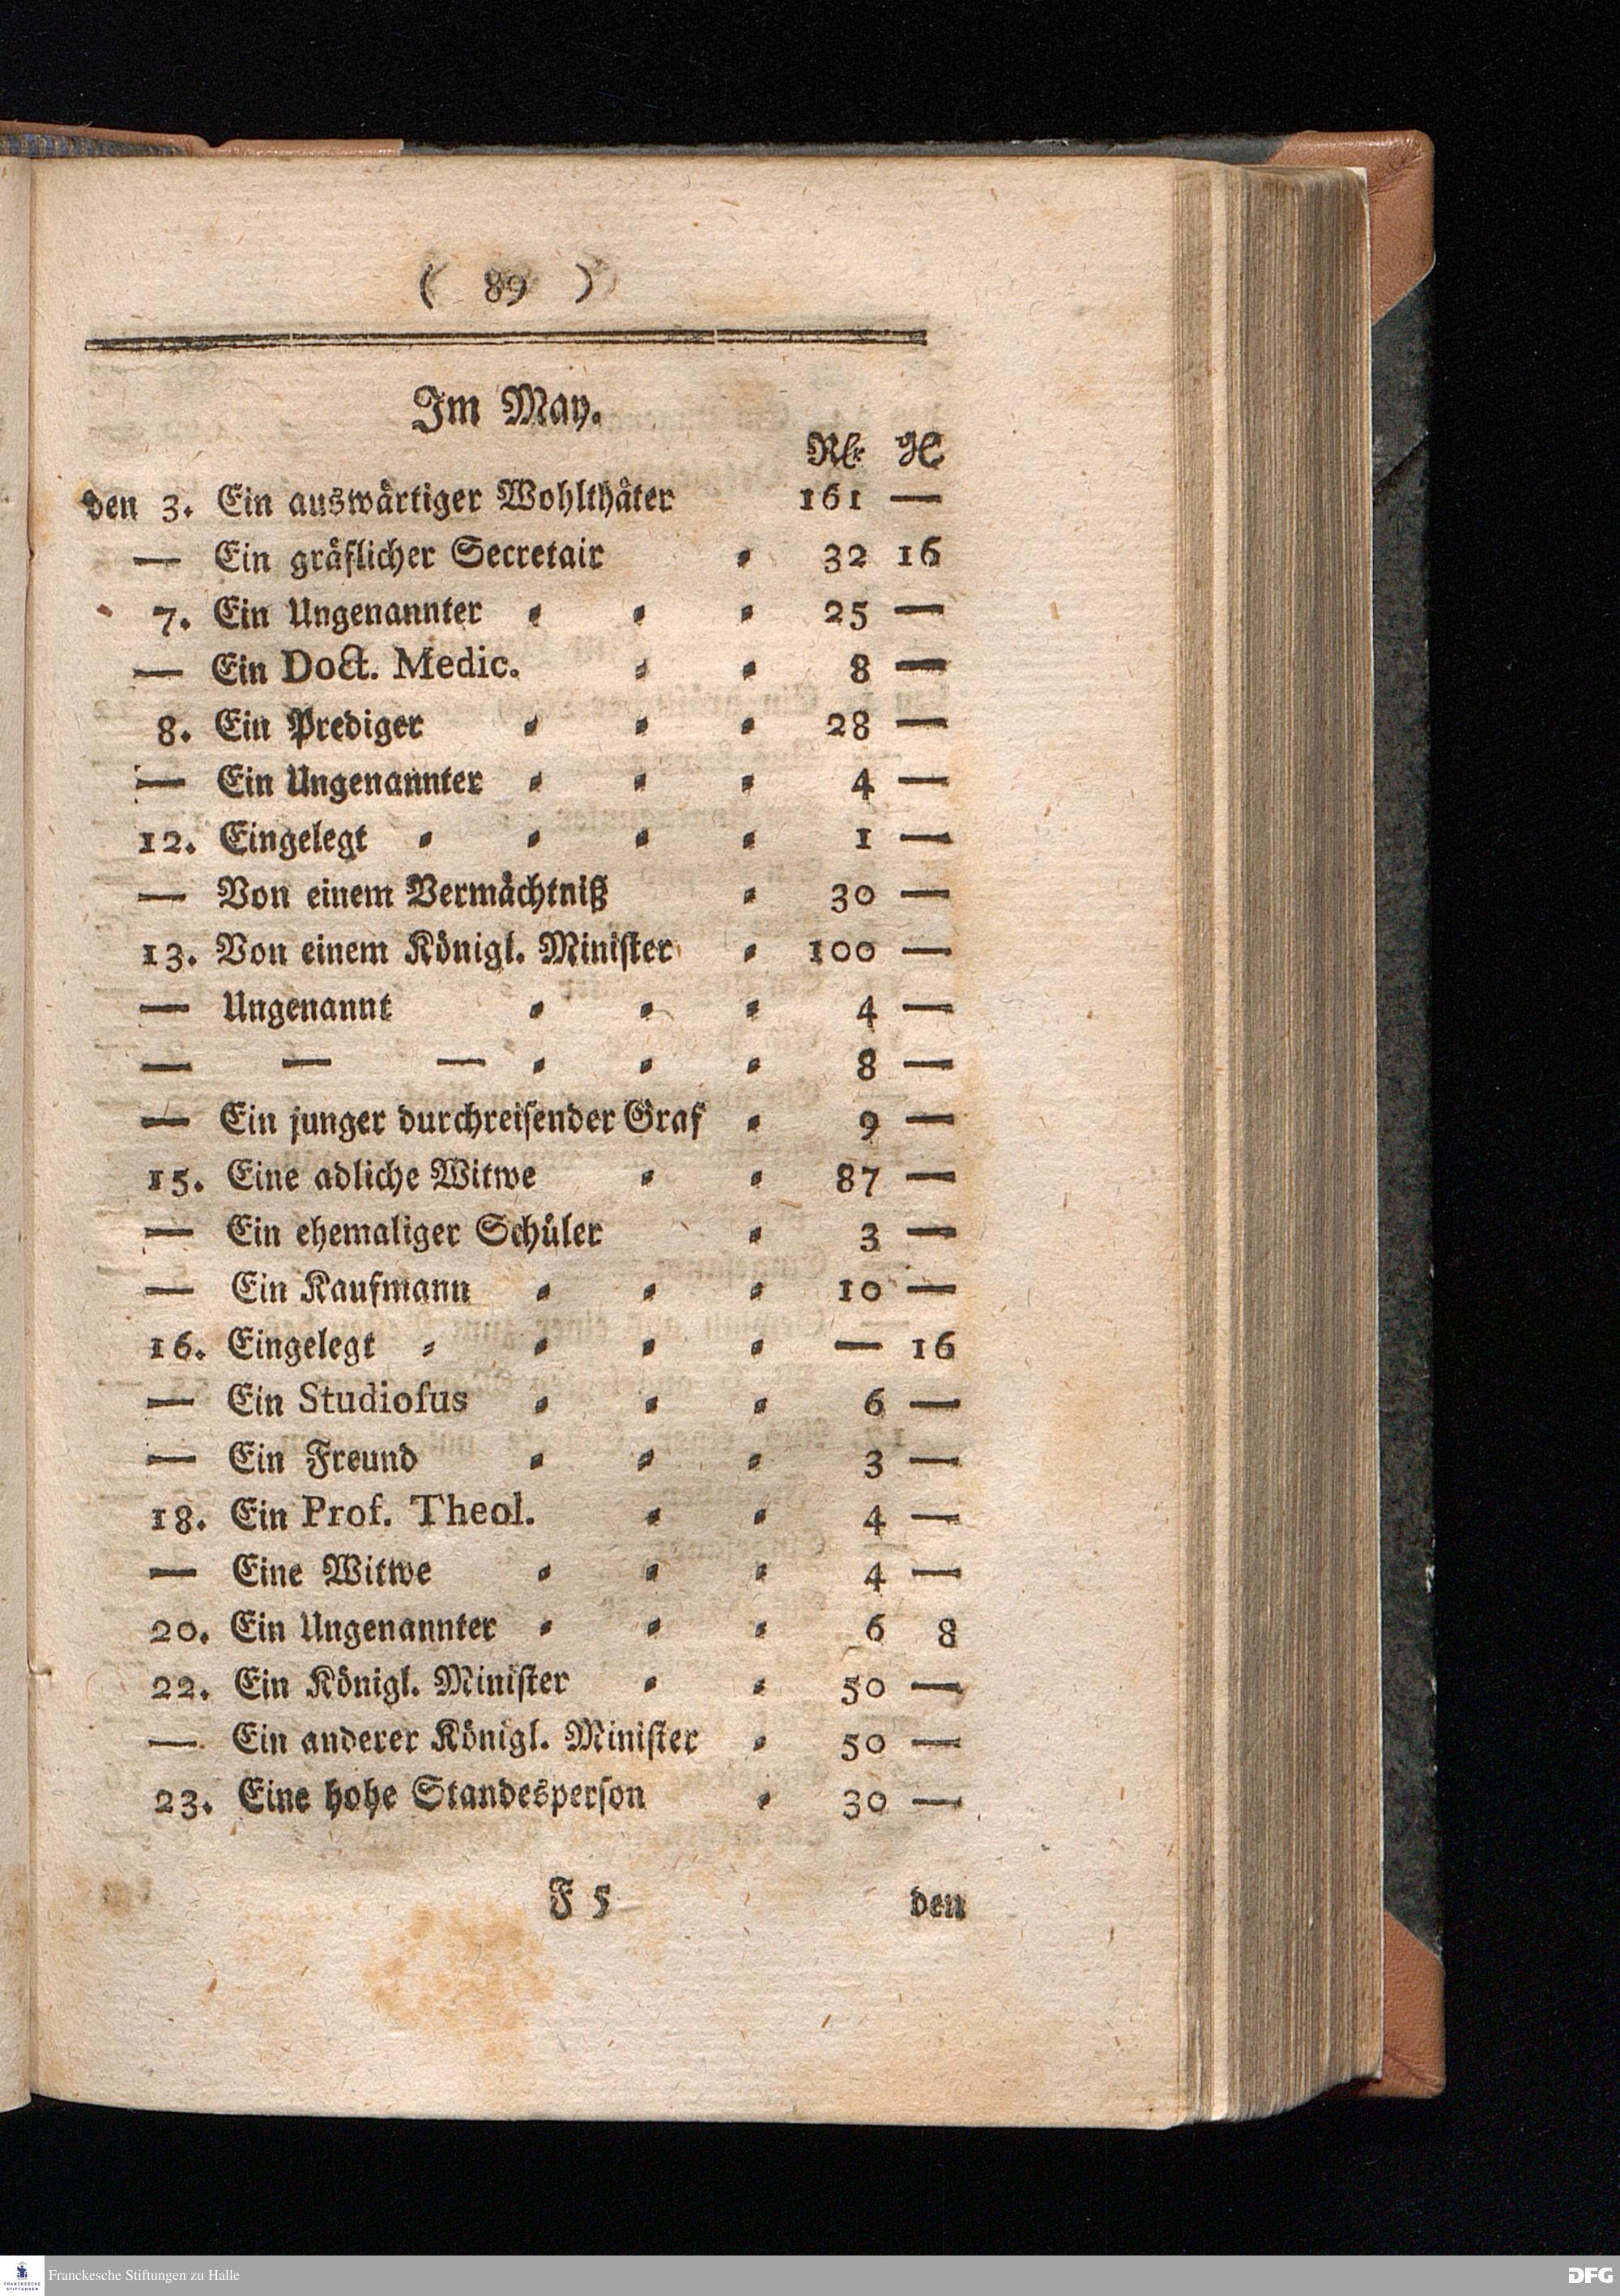 ( 89 )
Im May.
Rlr. gl
den 3. Ein auswärtiger Wohlthäter 161 —
— Ein gräflicher Secretair = 32 16
7. Ein Ungenannter = = = 25 —
— Ein Doct. Medic. = = 8 —
8. Ein Prediger = = = 28 —
— Ein Ungenannter = = = 4 —
12. Eingelegt = = = = 1 —
— Von einem Vermächtniß = 30 —
13. Von einem Königl. Minister = 100 —
— Ungenannt = = = 4 —
— — — = = = 8 —
— Ein junger durchreisender Graf = 9 —
15. Eine adliche Witwe = = 87 —
— Ein ehemaliger Schüler = 3 —
— Ein Kaufmann = = = 10 —
16. Eingelegt = = = = — 16
— Ein Studiosus = = = 6 —
— Ein Freund = = = 3 —
18. Ein Prof. Theol. = = 4 —
— Eine Witwe = = = 4 —
20. Ein Ungenannter = = = 6 8
22. Ein Königl. Minister = = 50 —
— Ein anderer Königl. Minister = 50 —
23. Eine hohe Standesperson = 30 —
F 5 den
FRANCKESCHE STIFTUNGEN
Franckesche Stiftungen zu Halle
DFG